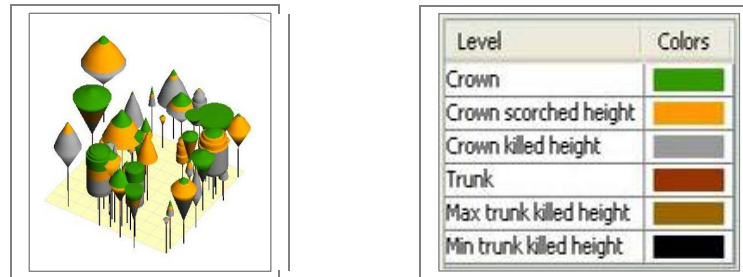 Level Colors
Crown
Crown scorched height
Crown killed height
Trunk
Max trunk killed height
Min trunk killed height